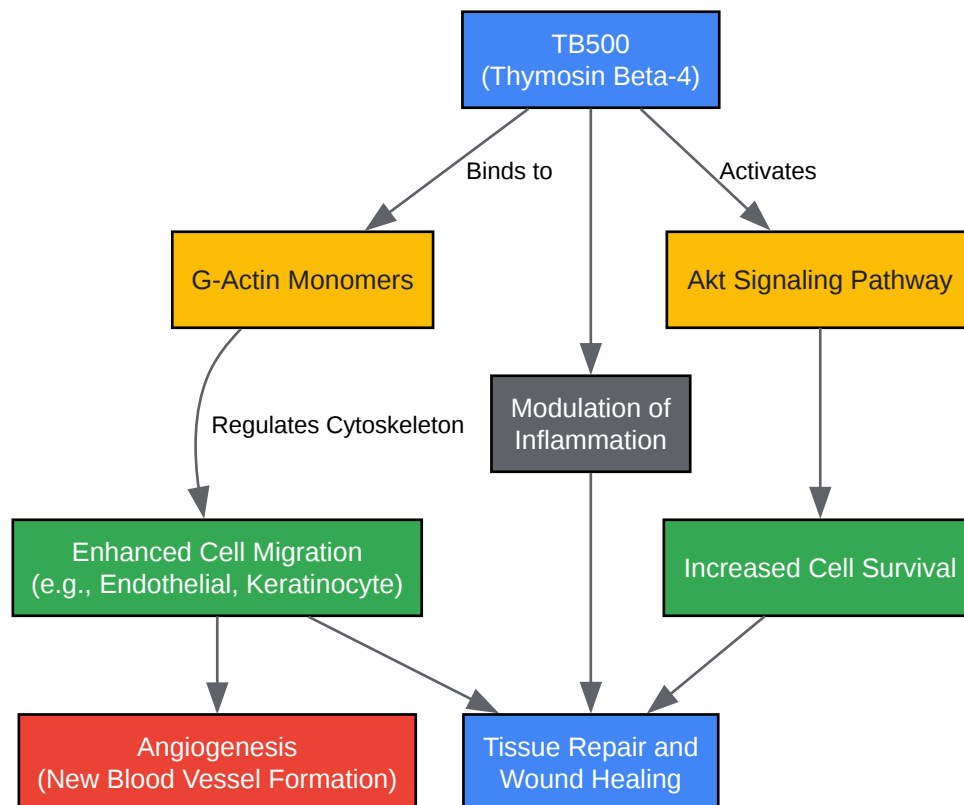 TB500
(Thymosin Beta-4)
Binds to
Activates
G-Actin Monomers
Akt Signaling Pathway
Modulation of
Inflammation
Regulates Cytoskeleton
Enhanced Cell Migration
(e.g., Endothelial, Keratinocyte)
Increased Cell Survival
Angiogenesis
(New Blood Vessel Formation)
Tissue Repair and
Wound Healing